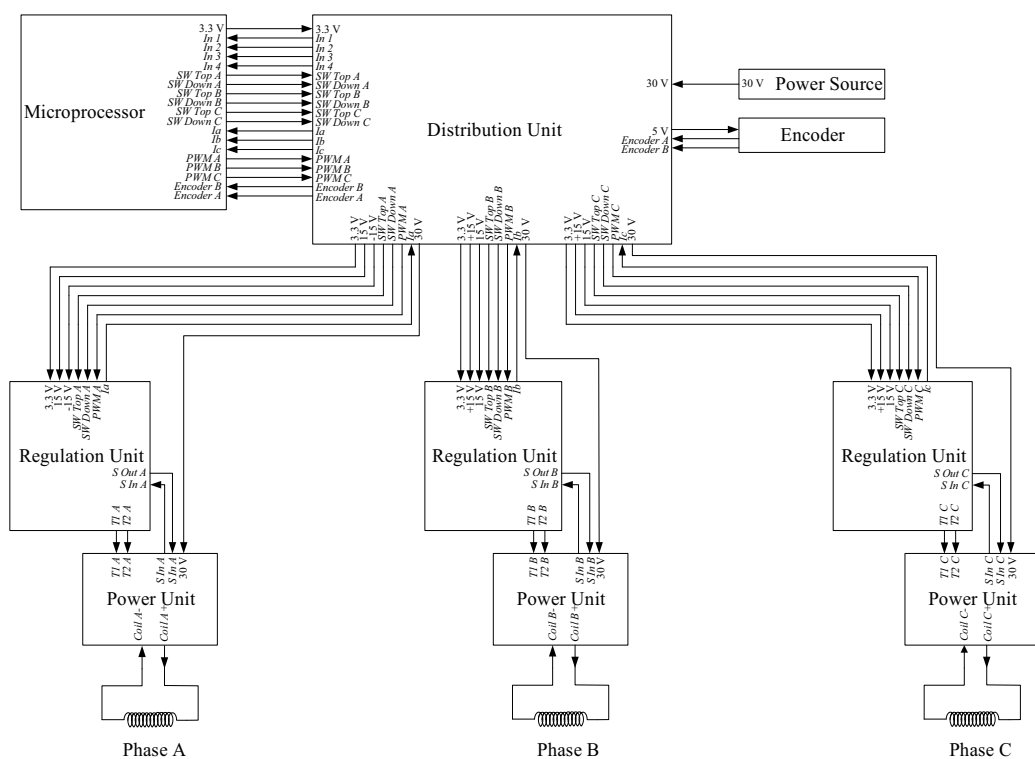 Microprocessor
3.3 V
In 1
In 2
In 3
In 4
SW Top A
SW Down A
SW Top B
SW Down B
SW Top C
SW Down C
Ia
Ib
Ic
PWM A
PWM B
PWM C
Encoder B
Encoder A
3.3 V
In 1
In 2
In 3
In 4
SW Top A
SW Down A
SW Top B
SW Down B
SW Top C
SW Down C
Ia
Ib
Ic
PWM A
PWM B
PWM C
Encoder B
Encoder A
Distribution Unit
30 V
5 V
Encoder A
Encoder B
30 V Power Source
Encoder
3.3 V
15 V
-15 V
SW Top A
SW Down A
PWM A
Ia
30 V
3.3 V
+15 V
15 V
SW Top B
SW Down B
PWM B
Ib
30 V
3.3 V
+15 V
15 V
SW Top C
SW Down C
PWM C
Ic
30 V
3.3 V
15 V
-15 V
SW Top A
SW Down A
PWM A
Ia
Regulation Unit
S Out A
S In A
T1 A
T2 A
3.3 V
+15 V
15 V
SW Top B
SW Down B
PWM B
Ib
Regulation Unit
S Out B
S In B
T1 B
T2 B
3.3 V
+15 V
15 V
SW Top C
SW Down C
PWM C
Ic
Regulation Unit
S Out C
S In C
T1 C
T2 C
T1 A
T2 A
S In A
S In A
30 V
Power Unit
Coil A-
Coil A+
T1 B
T2 B
S In B
S In B
30 V
Power Unit
Coil B-
Coil B+
T1 C
T2 C
S In C
S In C
30 V
Power Unit
Coil C-
Coil C+
Phase A
Phase B
Phase C